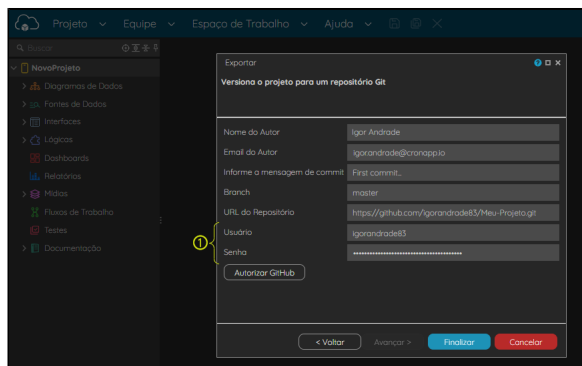 Projeto Equipe Espaço de Trabalho Ajuda
Buscar
NovoProjeto
Diagramas de Dados
Fontes de Dados
Interfaces
Lógicas
Dashboards
Relatórios
Mídias
Fluxos de Trabalho
Testes
Documentação
Exportar
Versiona o projeto para um repositório Git
Nome do Autor Igor Andrade
Email do Autor igorandrade@cronapp.io
Informe a mensagem de commit First commit..
Branch master
URL do Repositório https://github.com/igorandrade83/Meu-Projeto.git
1
Usuário igorandrade83
Senha ••••••••••••••••••••••••••••••••••••••••
Autorizar GitHub
< Voltar Avançar > Finalizar Cancelar